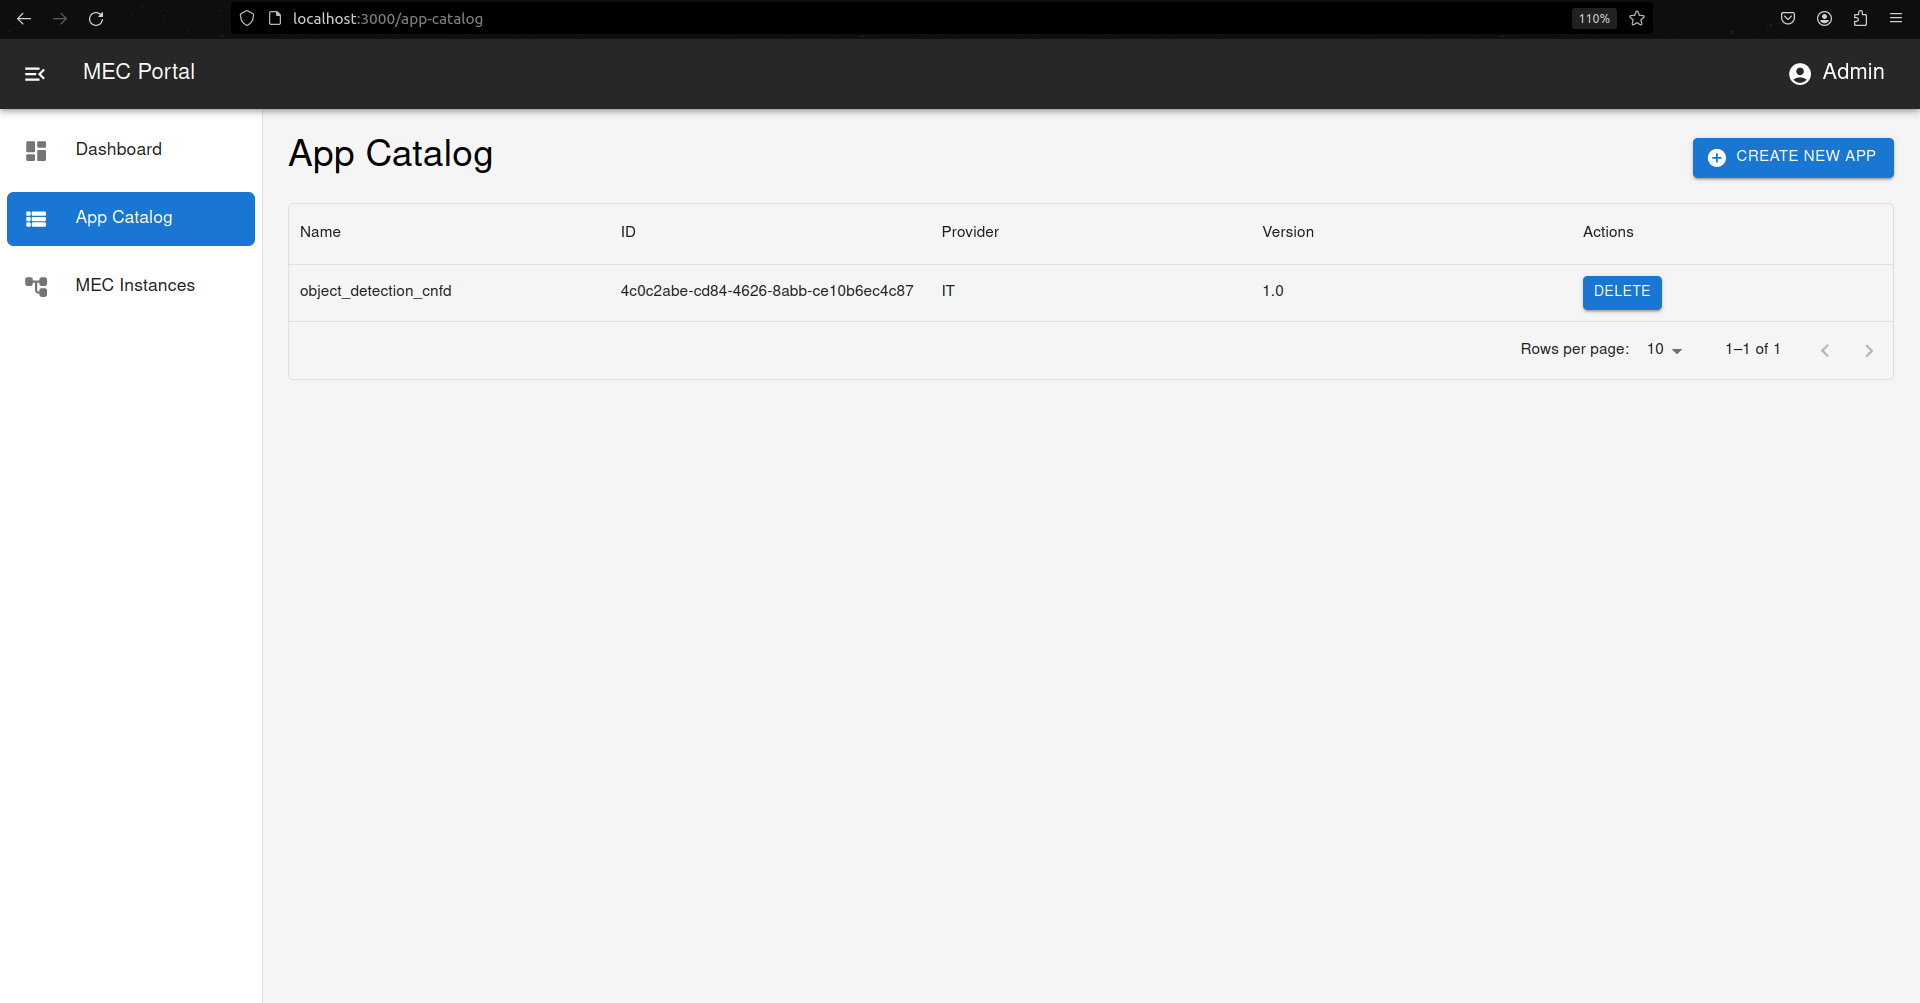 localhost:3000/app-catalog 110%
MEC Portal Admin
Dashboard
App Catalog
MEC Instances
App Catalog
CREATE NEW APP
Name ID Provider Version Actions
object_detection_cnfd 4c0c2abe-cd84-4626-8abb-ce10b6ec4c87 IT 1.0 DELETE
Rows per page: 10 1–1 of 1